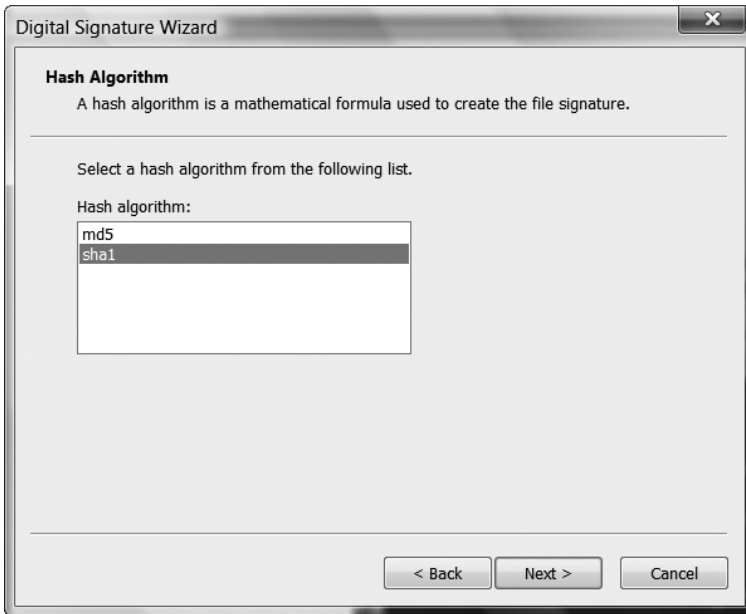 Digital Signature Wizard
Hash Algorithm
A hash algorithm is a mathematical formula used to create the file signature.
Select a hash algorithm from the following list.
Hash algorithm:
md5
sha1
< Back
Next >
Cancel